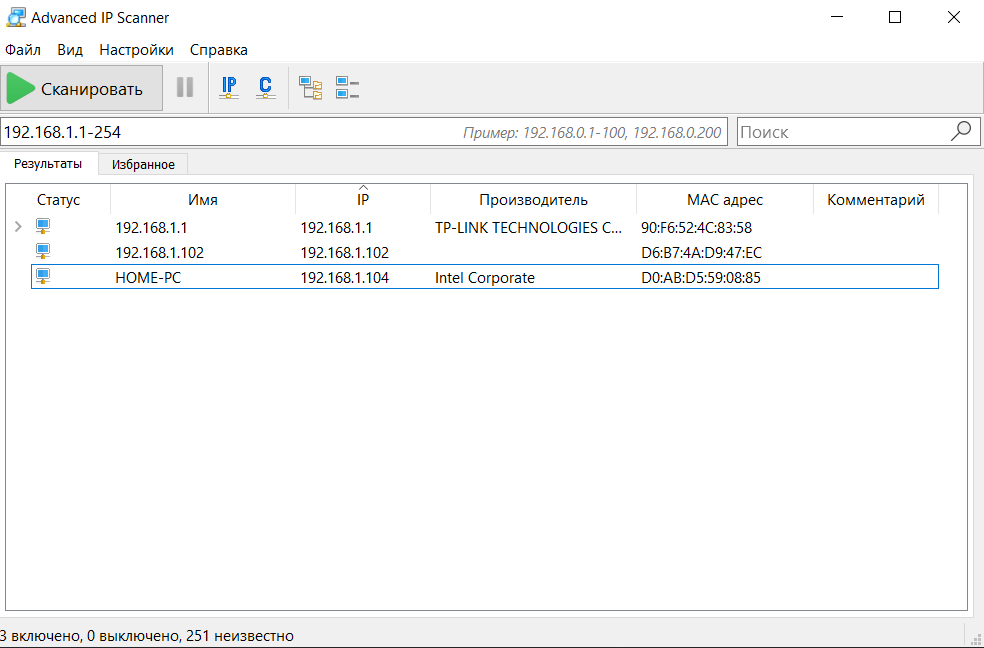 Advanced IP Scanner
Файл Вид Настройки Справка
Сканировать IP C
192.168.1.1-254 Пример: 192.168.0.1-100, 192.168.0.200 Поиск
Результаты Избранное
Статус Имя IP Производитель MAC адрес Комментарий
192.168.1.1 192.168.1.1 TP-LINK TECHNOLOGIES C... 90:F6:52:4C:83:58
192.168.1.102 192.168.1.102 D6:B7:4A:D9:47:EC
HOME-PC 192.168.1.104 Intel Corporate D0:AB:D5:59:08:85
3 включено, 0 выключено, 251 неизвестно